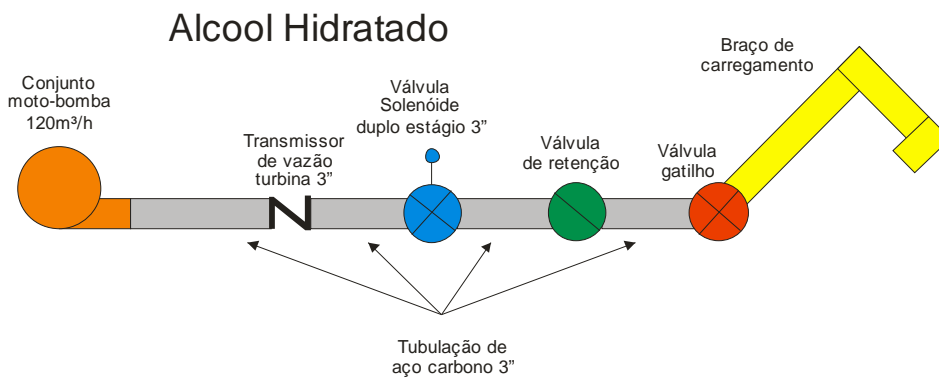 Alcool Hidratado
Conjunto
moto-bomba
120m³/h
Transmissor
de vazão
turbina 3”
Válvula
Solenóide
duplo estágio 3”
Válvula
de retenção
Válvula
gatilho
Braço de
carregamento
Tubulação de
aço carbono 3”